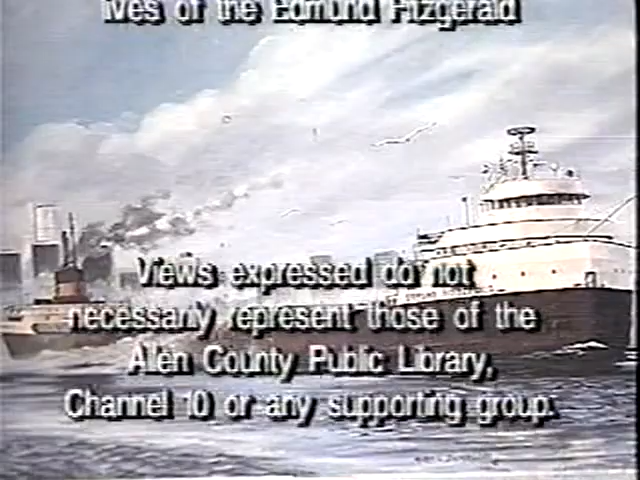 lves of the Edmund Fitzgerald
Views expressed do not
necessarily represent those of the
Allen County Public Library,
Channel 10 or any supporting group.